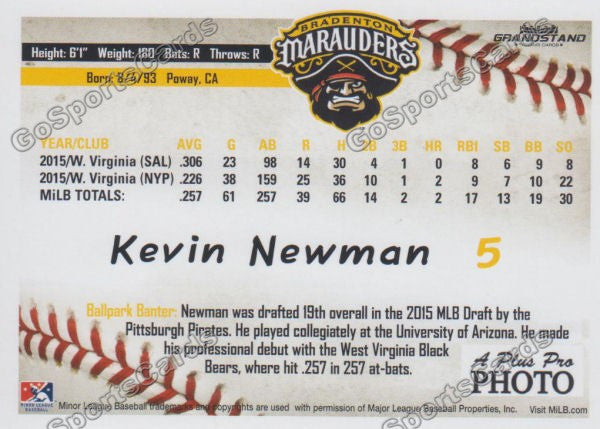 BRADENTON
MARAUDERS
GRANDSTAND
Height: 6'1" Weight: 180 Bats: R Throws: R
Born: 8/4/93 Poway, CA
YEAR/CLUB AVG G AB R H 2B 3B HR RBI SB BB SO
2015/W. Virginia (SAL) .306 23 98 14 30 4 1 0 8 6 9 8
2015/W. Virginia (NYP) .226 38 159 25 36 10 1 2 9 7 10 22
MiLB TOTALS: .257 61 257 39 66 14 2 2 17 13 19 30
Kevin Newman 5
Ballpark Banter: Newman was drafted 19th overall in the 2015 MLB Draft by the
Pittsburgh Pirates. He played collegiately at the University of Arizona. He made
his professional debut with the West Virginia Black
Bears, where hit .257 in 257 at-bats.
A Plus Pro
PHOTO
MINOR LEAGUE
BASEBALL
Minor League Baseball trademarks and copyrights are used with permission of Major League Baseball Properties, Inc. Visit MiLB.com
GoSportsCards
GoSportsCards
GoSportsCards
GoSportsCards